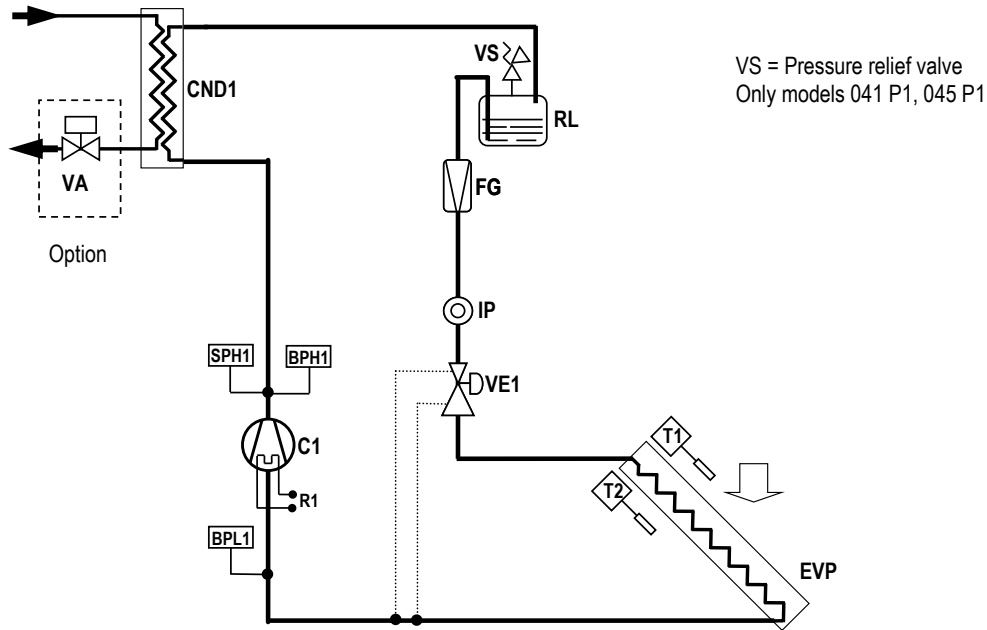 VS
CND1
VS = Pressure relief valve
Only models 041 P1, 045 P1
RL
VA
FG
Option
IP
SPH1
BPH1
VE1
C1
T1
T2
R1
BPL1
EVP